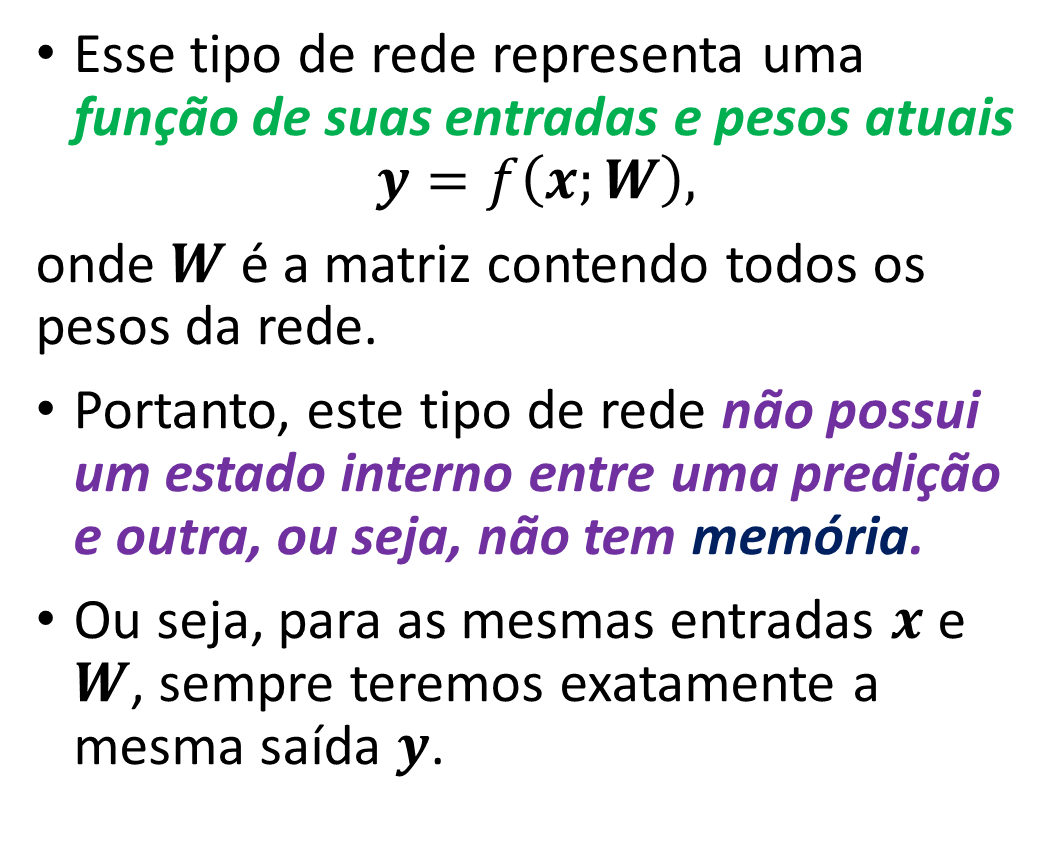 • Esse tipo de rede representa uma
função de suas entradas e pesos atuais
y = f(x; W),
onde W é a matriz contendo todos os
pesos da rede.
• Portanto, este tipo de rede não possui
um estado interno entre uma predição
e outra, ou seja, não tem memória.
• Ou seja, para as mesmas entradas x e
W, sempre teremos exatamente a
mesma saída y.